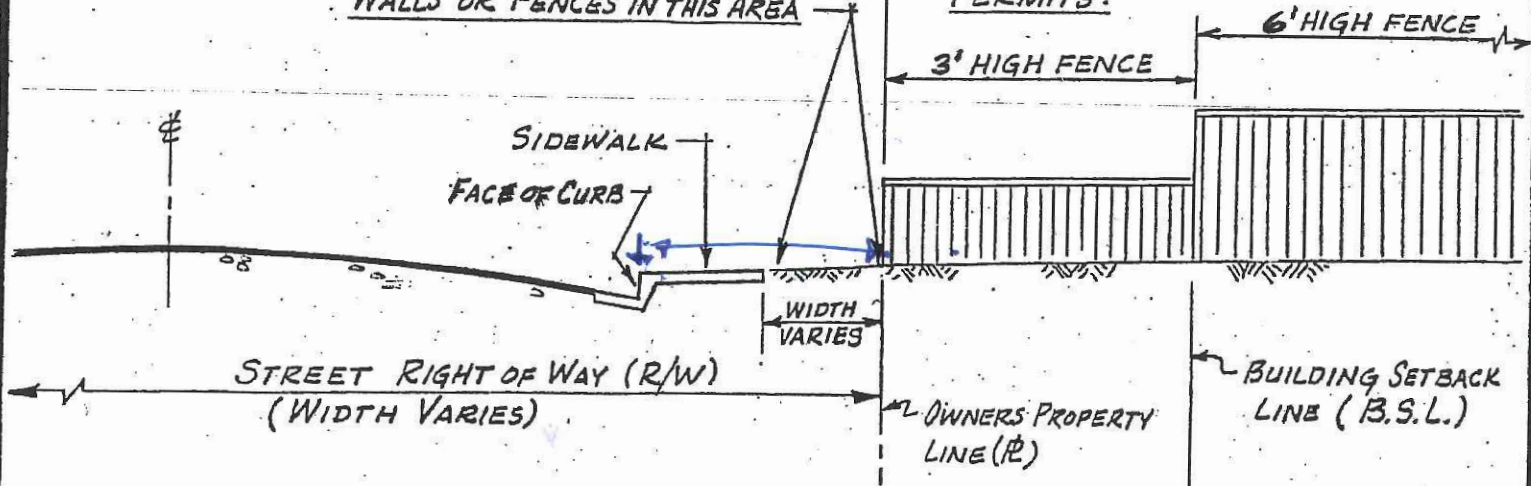 WALLS OR FENCES IN THIS AREA
PERMITS.
6' HIGH FENCE
3' HIGH FENCE
℄
SIDEWALK
FACE OF CURB
WIDTH
VARIES
STREET RIGHT OF WAY (R/W)
(WIDTH VARIES)
OWNERS PROPERTY
LINE (PL)
BUILDING SETBACK
LINE (B.S.L.)